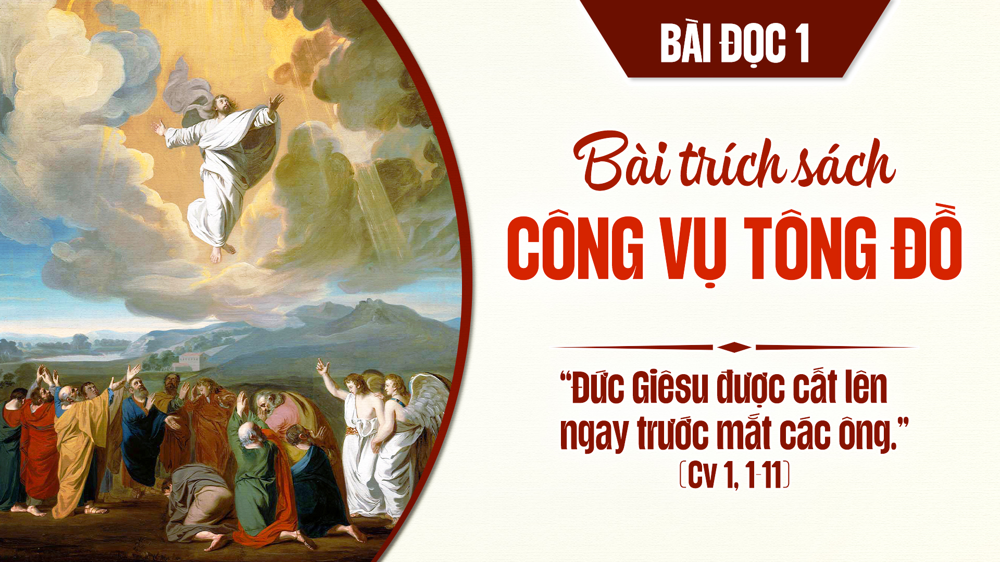 BÀI ĐỌC 1
Bài trích sách
CÔNG VỤ TÔNG ĐỒ
“Đức Giêsu được cất lên
ngay trước mắt các ông.”
(Cv 1, 1-11)